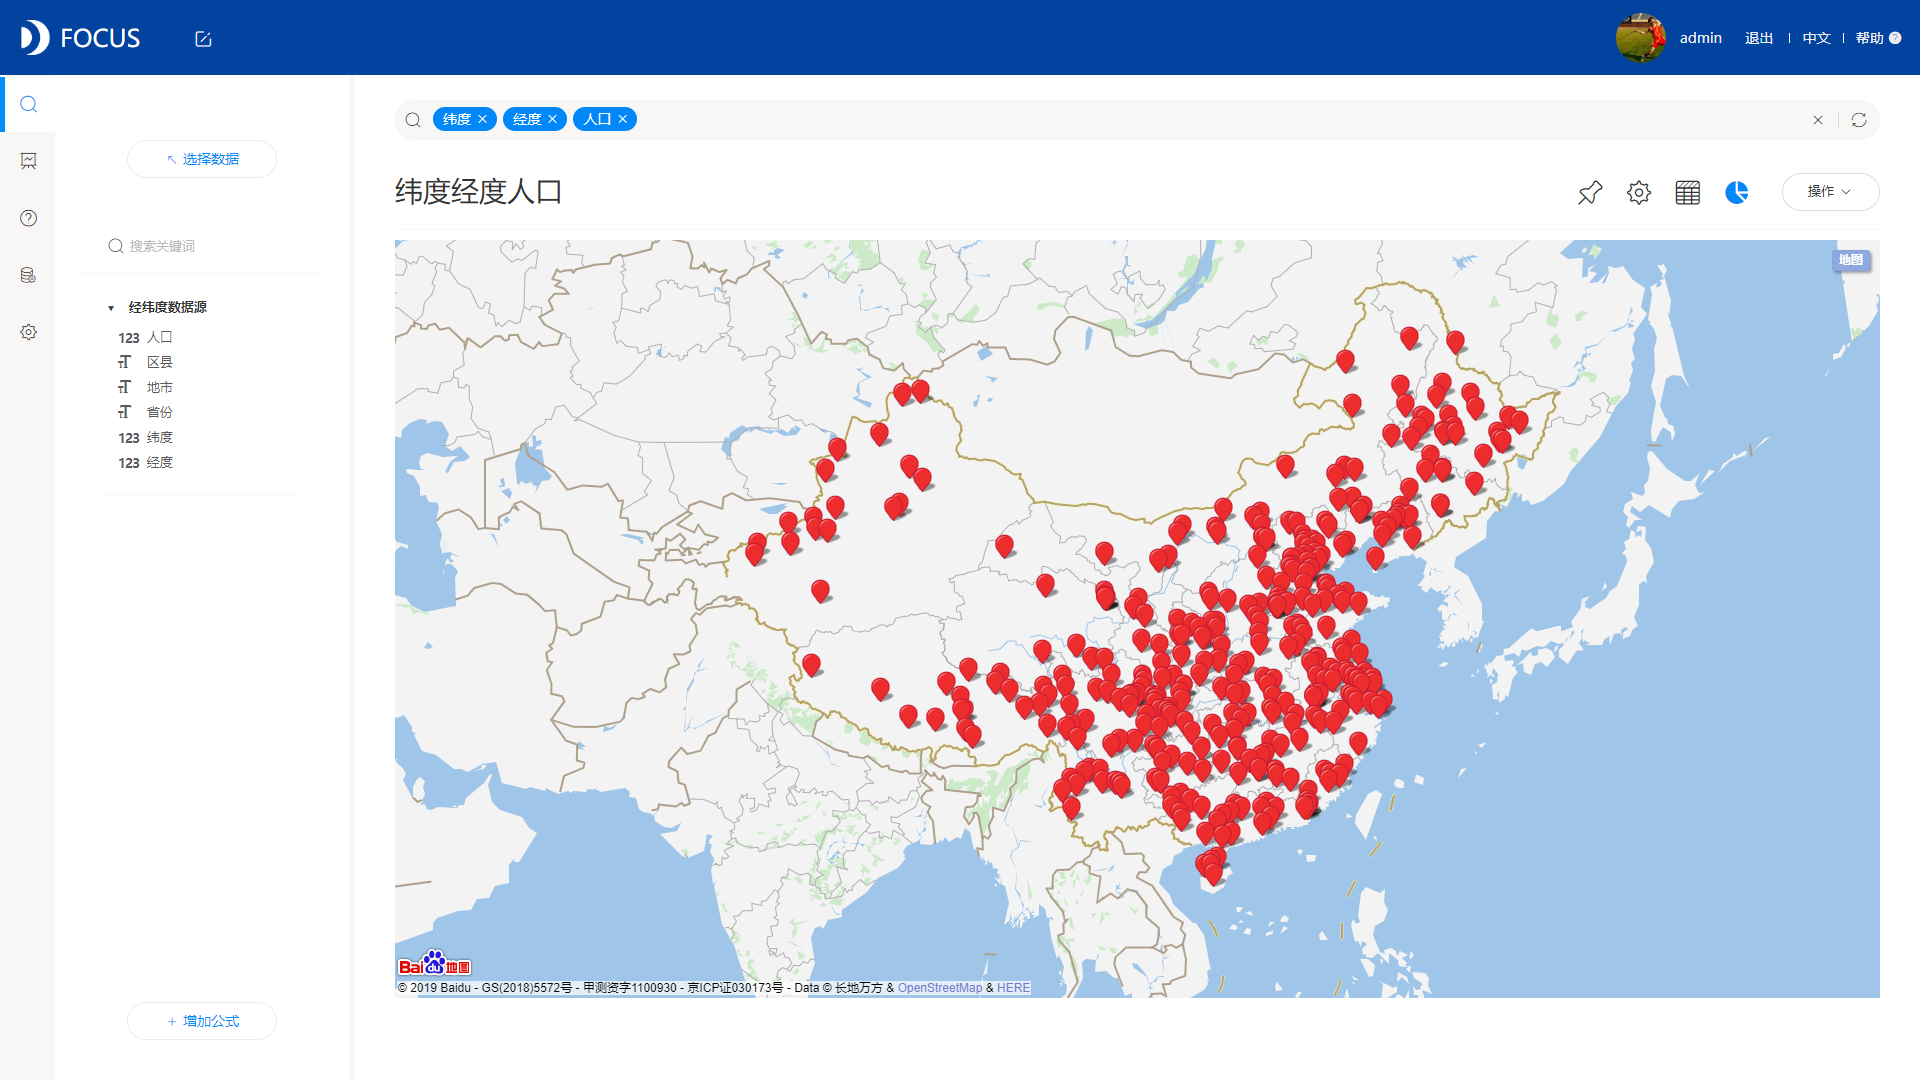 FOCUS
admin 退出 中文 帮助 ?
纬度 × 经度 × 人口 ×
选择数据
纬度经度人口
操作
搜索关键词
地图
经纬度数据源
123 人口
T 区县
T 地市
T 省份
123 纬度
123 经度
Bai du 地图
© 2019 Baidu - GS(2018)5572号 - 甲测资字1100930 - 京ICP证030173号 - Data © 长地万方 & OpenStreetMap & HERE
+ 增加公式